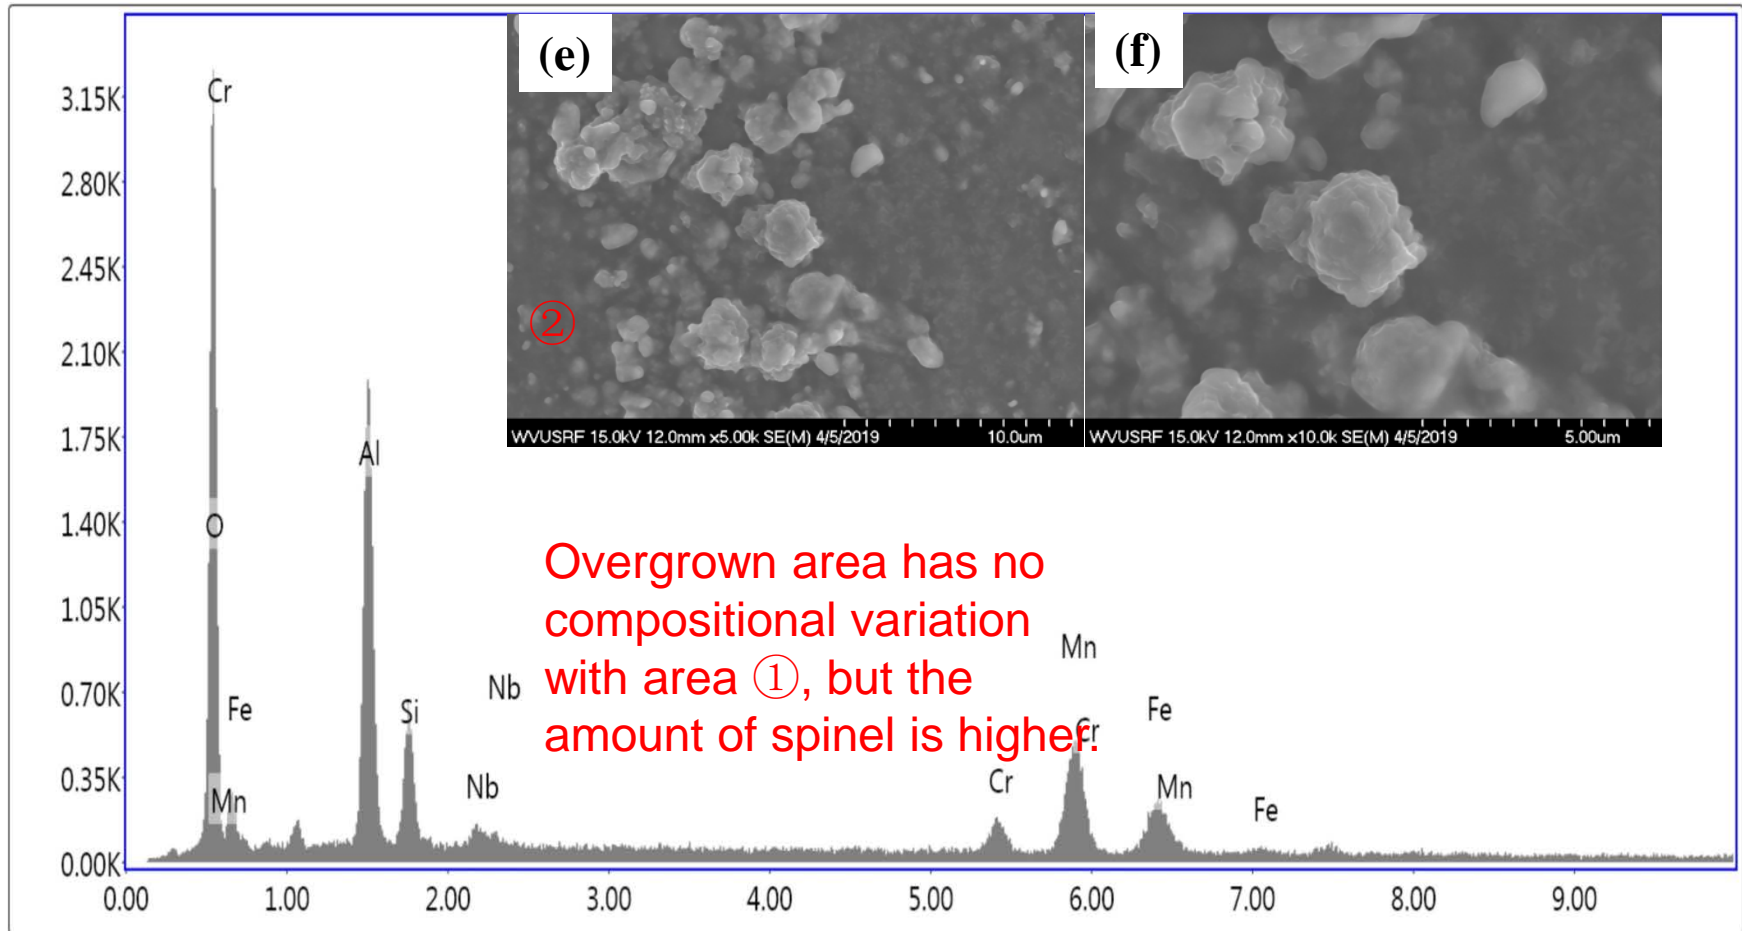 (e)
(f)
②
WVUSRF 15.0kV 12.0mm x5.00k SE(M) 4/5/2019 10.0um
WVUSRF 15.0kV 12.0mm x10.0k SE(M) 4/5/2019 5.00um
3.15K
2.80K
2.45K
2.10K
1.75K
1.40K
1.05K
0.70K
0.35K
0.00K
Cr
O
Fe
Mn
Al
Si
Nb
Nb
Overgrown area has no
compositional variation
with area ①, but the
amount of spinel is higher.
Mn
Cr
Cr
Fe
Mn
Fe
0.00 1.00 2.00 3.00 4.00 5.00 6.00 7.00 8.00 9.00